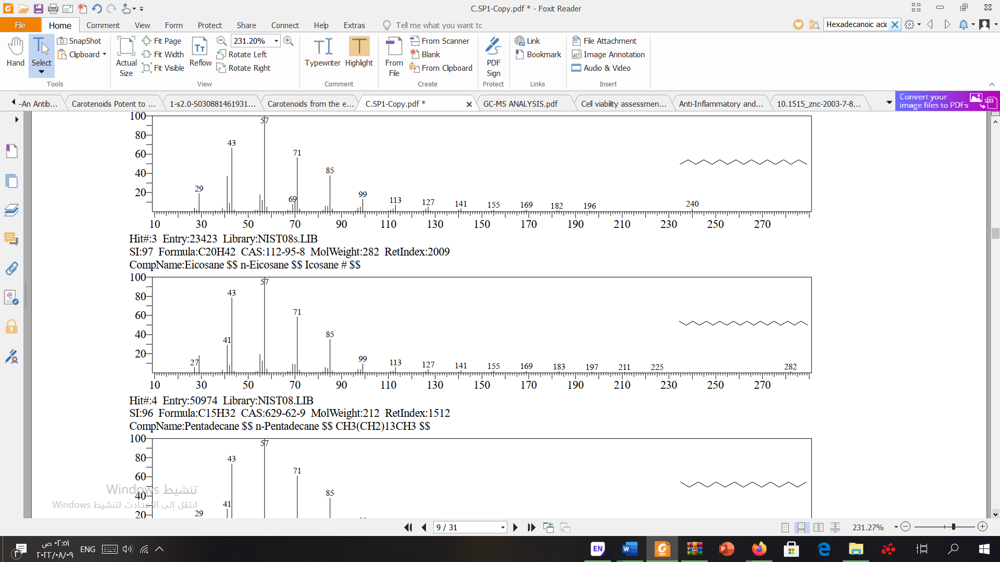 C.SP1-Copy.pdf * - Foxit Reader
File Home Comment View Form Protect Share Connect Help Extras Tell me what you want to
Hexadecanoic acid
Hand
Select
SnapShot
Clipboard
Tools
Actual Size
Fit Page
Fit Width
Fit Visible
Reflow
231.20%
Rotate Left
Rotate Right
View
Typewriter
Highlight
Comment
From File
From Scanner
Blank
From Clipboard
Create
PDF Sign
Protect
Link
Bookmark
Links
File Attachment
Image Annotation
Audio & Video
Insert
–An Antib... Carotenoids Potent to ... 1-s2.0-S030881461931... Carotenoids from the e... C.SP1-Copy.pdf * GC-MS ANALYSIS.pdf Cell viability assessmen... Anti-Inflammatory and... 10.1515_znc-2003-7-8...
Convert your
image files to PDFs
100
80
60
40
20
57
43
71
85
29
69
99
113 127 141 155 169 182 196 240
10 30 50 70 90 110 130 150 170 190 210 230 250 270
Hit#:3 Entry:23423 Library:NIST08s.LIB
SI:97 Formula:C20H42 CAS:112-95-8 MolWeight:282 RetIndex:2009
CompName:Eicosane $$ n-Eicosane $$ Icosane # $$
100
80
60
40
20
57
43
71
85
41
27
99
113 127 141 155 169 183 197 211 225 282
10 30 50 70 90 110 130 150 170 190 210 230 250 270
Hit#:4 Entry:50974 Library:NIST08.LIB
SI:96 Formula:C15H32 CAS:629-62-9 MolWeight:212 RetIndex:1512
CompName:Pentadecane $$ n-Pentadecane $$ CH3(CH2)13CH3 $$
100
80
60
40
20
57
43
71
85
41
29
تنشيط Windows
انتقل إلى الاعدادت لتنشيط Windows.
9 / 31
231.27%
٠٢:٥١ ص
٢٠٢٢/٠٨/٠٩
ENG
EN